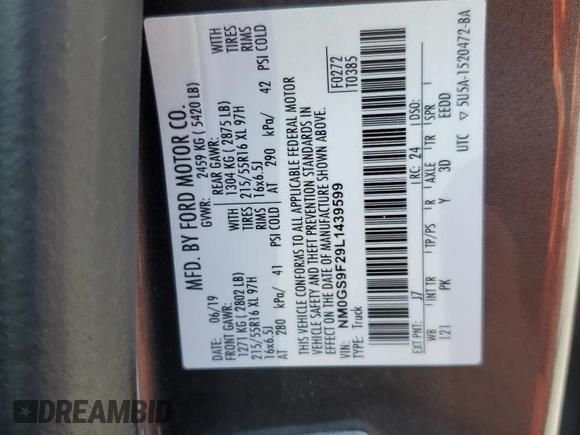 MFD. BY FORD MOTOR CO.
DATE: 06/19 GVWR: 2459 KG ( 5420 LB)
FRONT GAWR: REAR GAWR: WITH
1271 KG ( 2802 LB) 1304 KG ( 2875 LB) TIRES
215/55R16 XL 97H TIRES 215/55R16 XL 97H RIMS
16x6.5J RIMS 16x6.5J
AT 280 kPa/ 41 PSI COLD AT 290 kPa/ 42 PSI COLD
THIS VEHICLE CONFORMS TO ALL APPLICABLE FEDERAL MOTOR
VEHICLE SAFETY AND THEFT PREVENTION STANDARDS IN
EFFECT ON THE DATE OF MANUFACTURE SHOWN ABOVE.
VIN: NM0GS9F29L1439599
TYPE: Truck
F0272
T0385
EXT PNT: J7 RC: 24 DSO:
WB INT TR TP/PS R AXLE TR SPR
121 PK Y 3D EEDD
UTC 5U5A-1520472-BA
DREAMBID